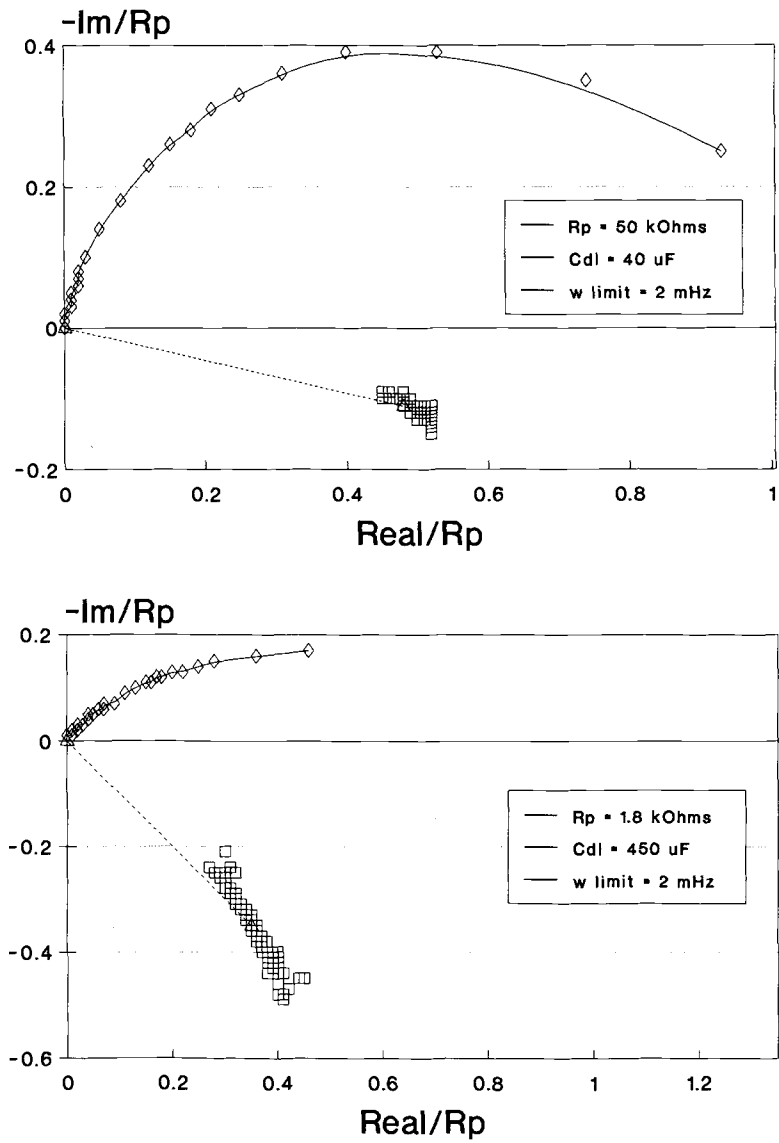 -Im/Rp
0.4
0.2
0
-0.2
Rp = 50 kOhms
Cdl = 40 uF
w limit = 2 mHz
0 0.2 0.4 0.6 0.8 1
Real/Rp
-Im/Rp
0.2
0
-0.2
-0.4
-0.6
Rp = 1.8 kOhms
Cdl = 450 uF
w limit = 2 mHz
0 0.2 0.4 0.6 0.8 1 1.2
Real/Rp